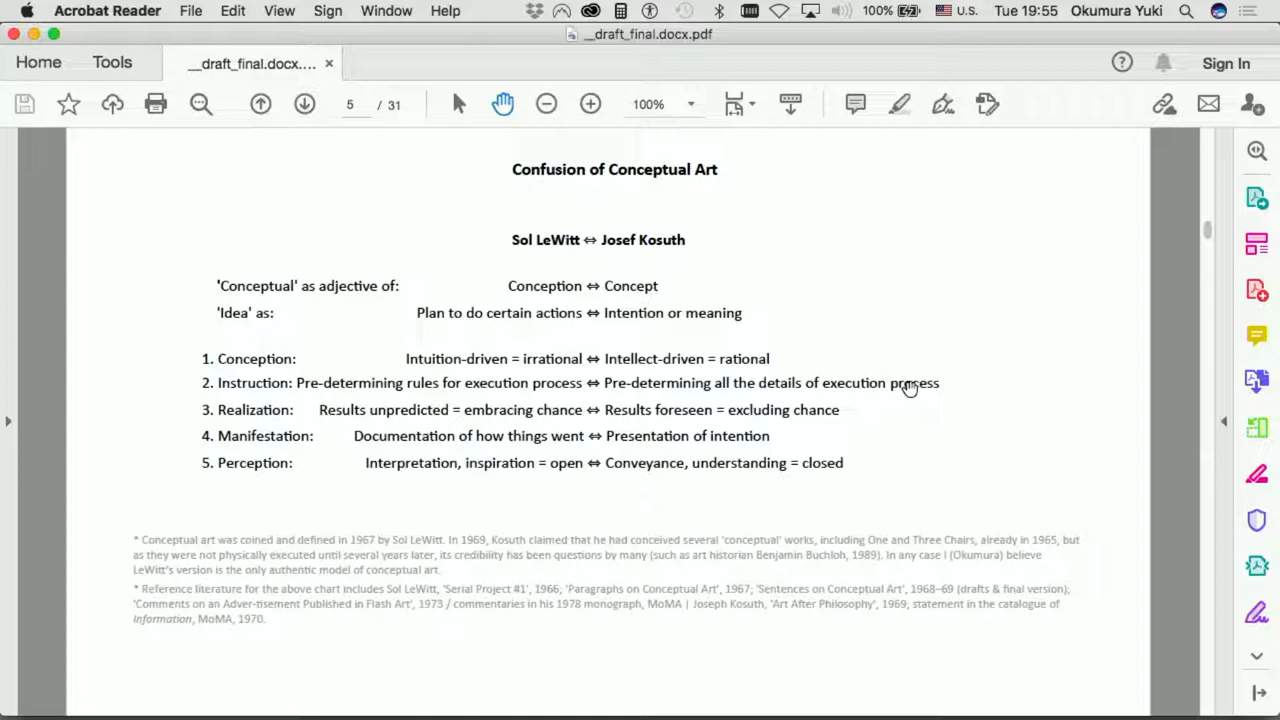 Acrobat Reader File Edit View Sign Window Help 100% U.S. Tue 19:55 Okumura Yuki
__draft_final.docx.pdf
Home Tools __draft_final.docx.... × Sign In
5 / 31 100%
Confusion of Conceptual Art
Sol LeWitt ⇔ Josef Kosuth
'Conceptual' as adjective of: Conception ⇔ Concept
'Idea' as: Plan to do certain actions ⇔ Intention or meaning
1. Conception: Intuition-driven = irrational ⇔ Intellect-driven = rational
2. Instruction: Pre-determining rules for execution process ⇔ Pre-determining all the details of execution process
3. Realization: Results unpredicted = embracing chance ⇔ Results foreseen = excluding chance
4. Manifestation: Documentation of how things went ⇔ Presentation of intention
5. Perception: Interpretation, inspiration = open ⇔ Conveyance, understanding = closed
* Conceptual art was coined and defined in 1967 by Sol LeWitt. In 1969, Kosuth claimed that he had conceived several 'conceptual' works, including One and Three Chairs, already in 1965, but
as they were not physically executed until several years later, its credibility has been questions by many (such as art historian Benjamin Buchloh, 1989). In any case I (Okumura) believe
LeWitt's version is the only authentic model of conceptual art.
* Reference literature for the above chart includes Sol LeWitt, 'Serial Project #1', 1966; 'Paragraphs on Conceptual Art', 1967; 'Sentences on Conceptual Art', 1968–69 (drafts & final version);
'Comments on an Adver-tisement Published in Flash Art', 1973 / commentaries in his 1978 monograph, MoMA | Joseph Kosuth, 'Art After Philosophy', 1969; statement in the catalogue of
Information, MoMA, 1970.